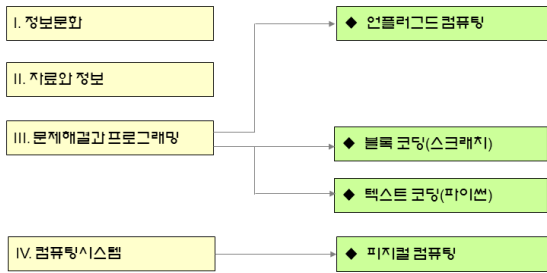 I. 정보문화
◆ 언플러그드 컴퓨팅
II. 자료와 정보
III. 문제해결과 프로그래밍
◆ 블록 코딩(스크래치)
◆ 텍스트 코딩(파이썬)
IV. 컴퓨팅시스템
◆ 피지컬 컴퓨팅